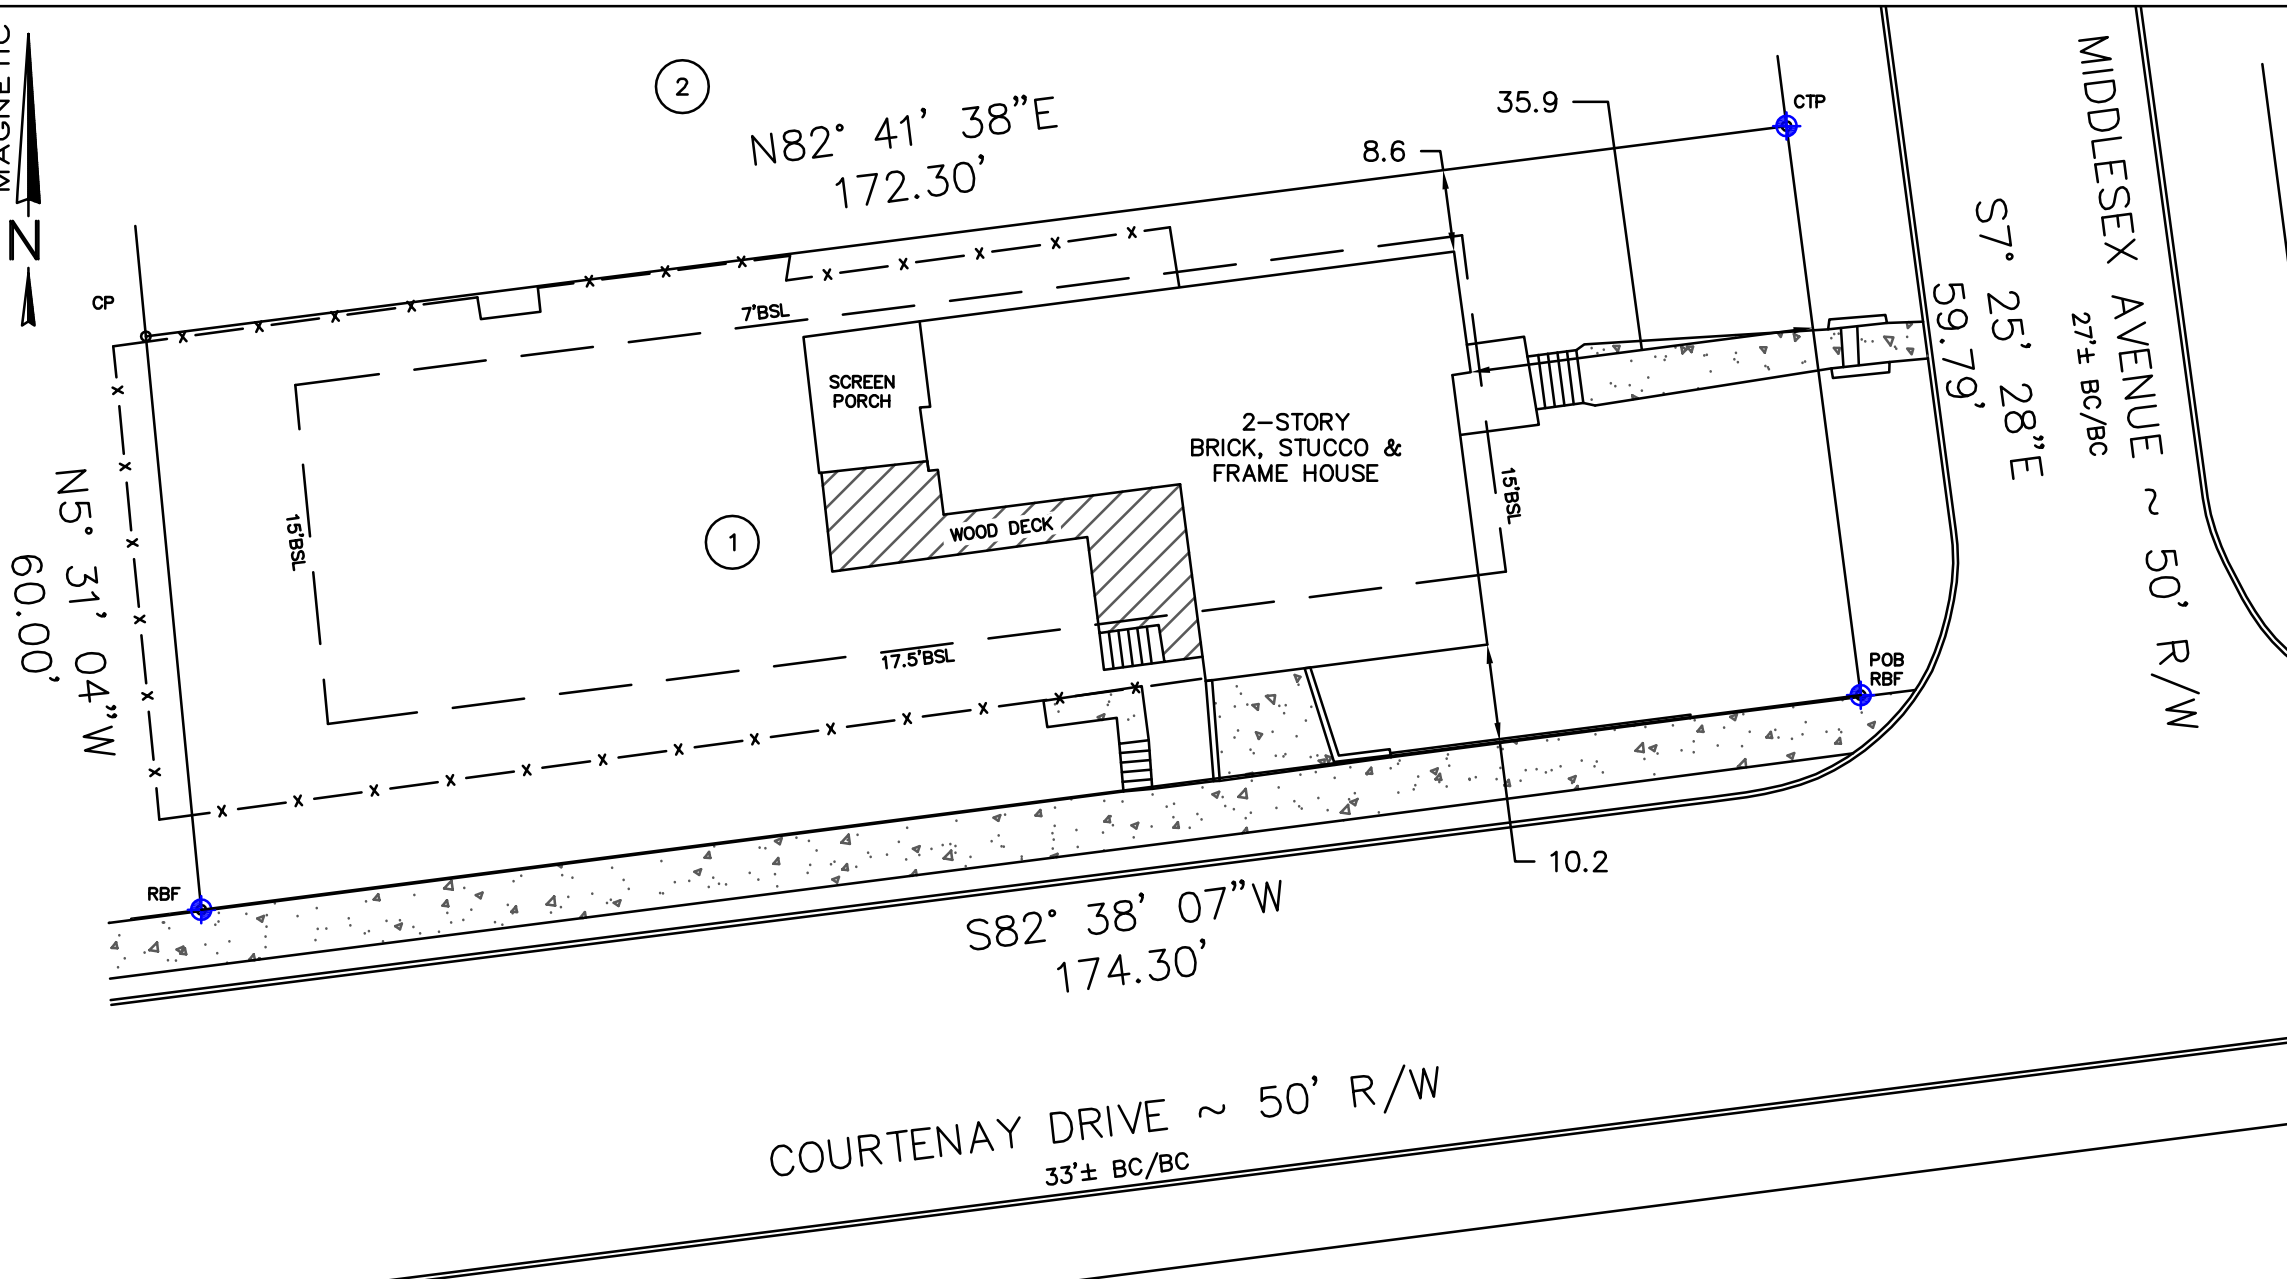 MAGNETIC
N
2
N82° 41' 38"E
172.30'
35.9
8.6
CTP
CP
7'BSL
SCREEN
PORCH
2-STORY
BRICK, STUCCO &
FRAME HOUSE
WOOD DECK
1
15'BSL
15'BSL
17.5'BSL
N5° 31' 04"W
60.00'
S7° 25' 28"E
59.79'
MIDDLESEX AVENUE ~ 50' R/W
27'± BC/BC
POB
RBF
RBF
10.2
S82° 38' 07"W
174.30'
COURTENAY DRIVE ~ 50' R/W
33'± BC/BC